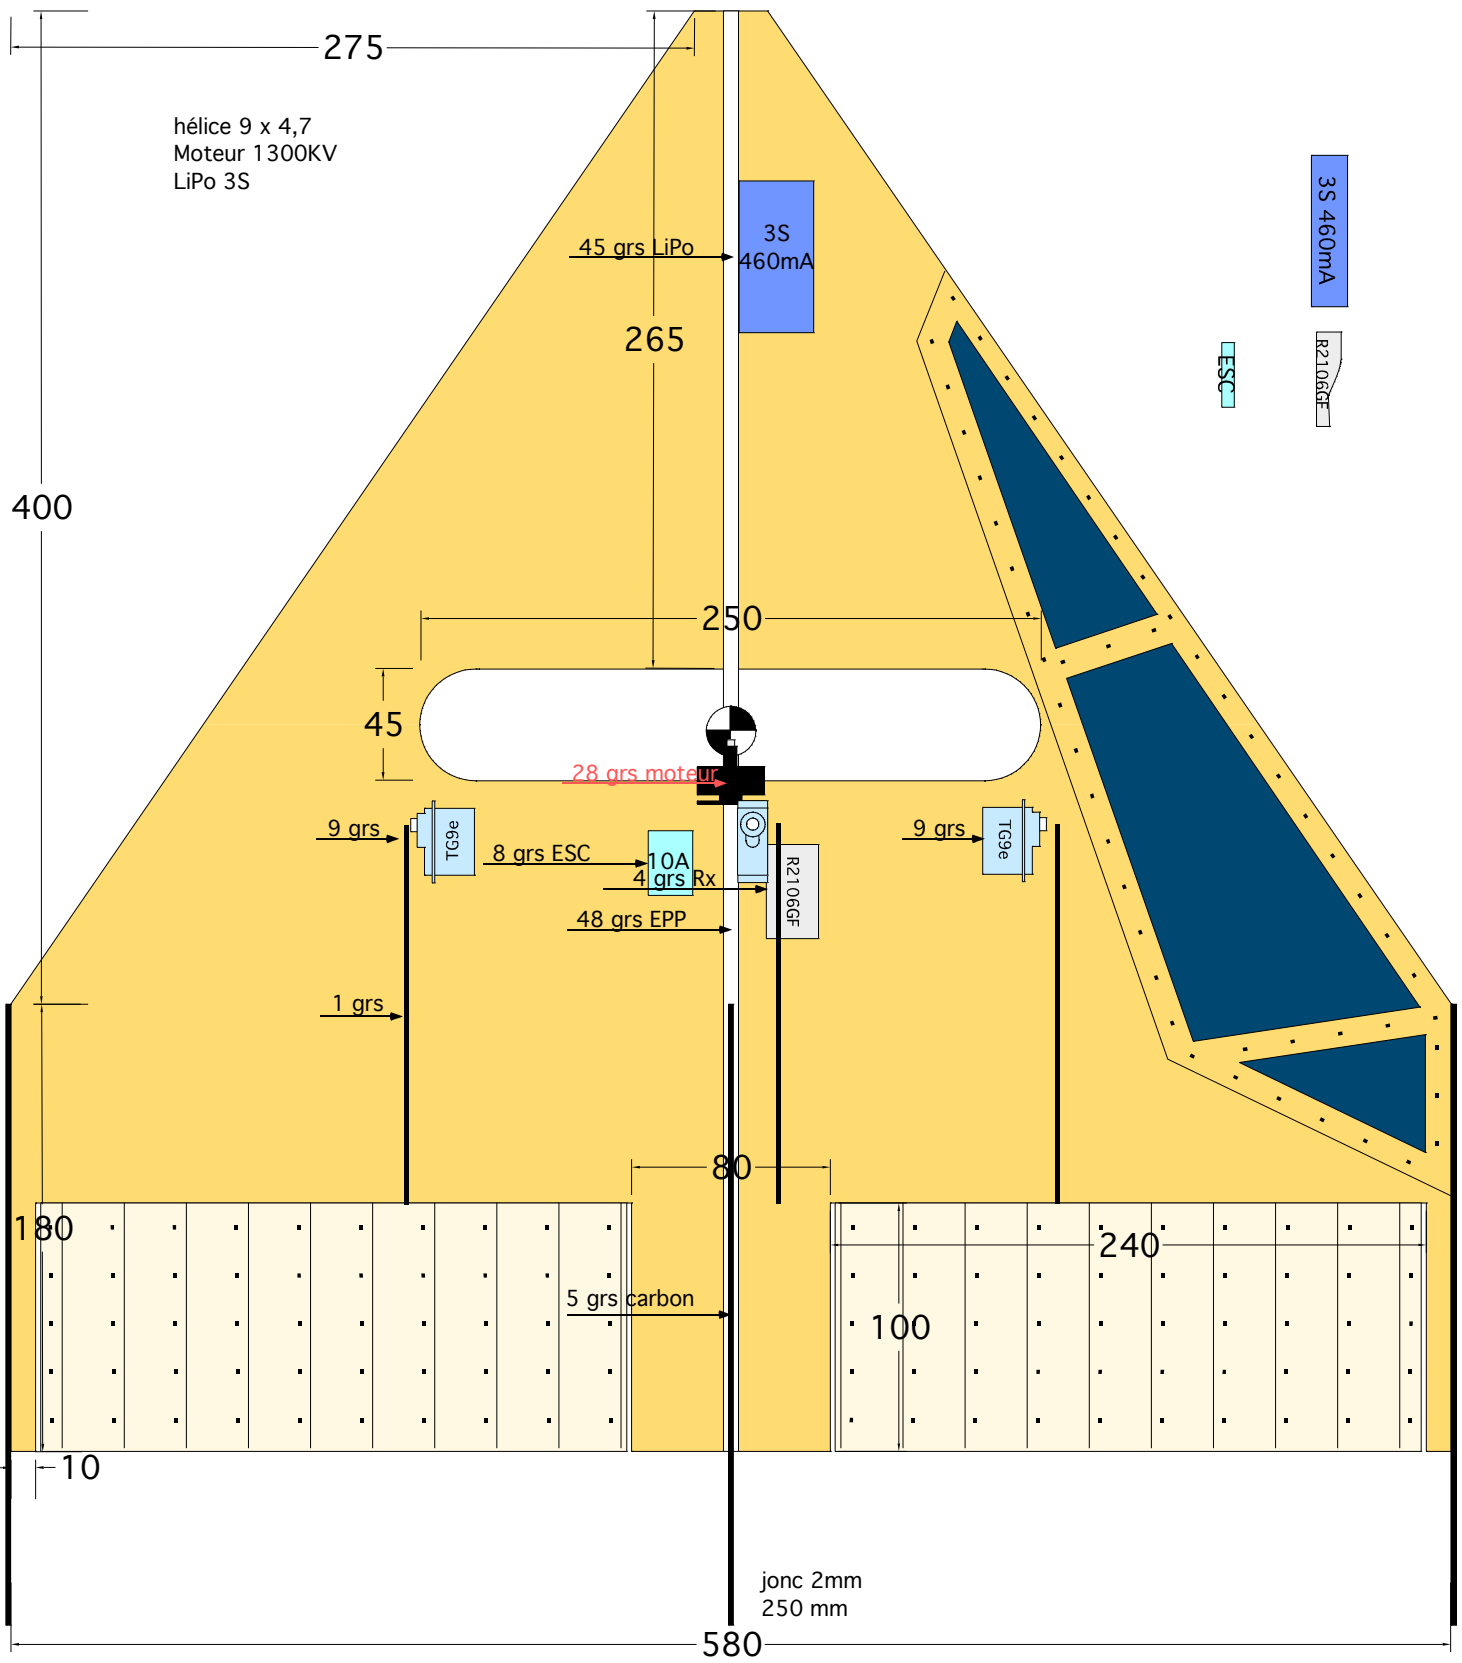 275
hélice 9 x 4,7
Moteur 1300KV
LiPo 3S
3S 460mA
45 grs LiPo
3S
460mA
265
ESC
R2106GF
400
250
45
28 grs moteur
9 grs
TG9e
8 grs ESC
10A
4 grs Rx
R2106GF
9 grs
TG9e
48 grs EPP
1 grs
80
180
240
5 grs carbon
100
10
jonc 2mm
250 mm
580